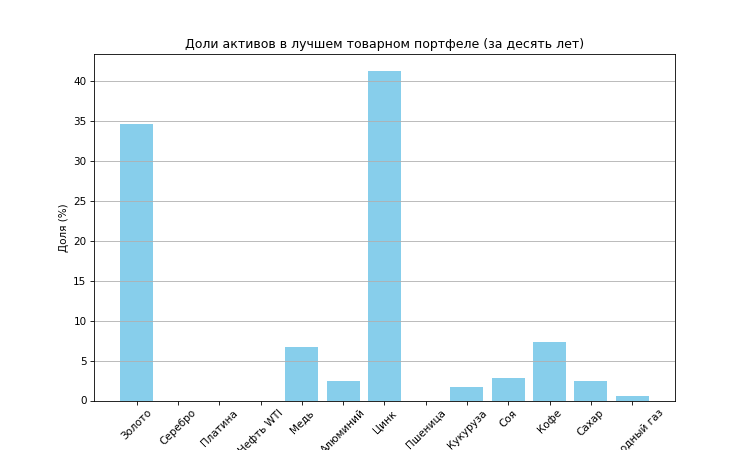 Доли активов в лучшем товарном портфеле (за десять лет)
Доля (%)
40
35
30
25
20
15
10
5
0
Золото
Серебро
Платина
Нефть WTI
Медь
Алюминий
Цинк
Пшеница
Кукуруза
Соя
Кофе
Сахар
одный газ